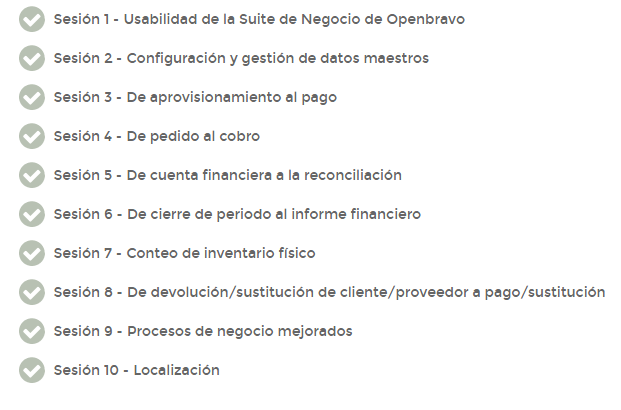 Sesión 1 - Usabilidad de la Suite de Negocio de Openbravo
Sesión 2 - Configuración y gestión de datos maestros
Sesión 3 - De aprovisionamiento al pago
Sesión 4 - De pedido al cobro
Sesión 5 - De cuenta financiera a la reconciliación
Sesión 6 - De cierre de periodo al informe financiero
Sesión 7 - Conteo de inventario físico
Sesión 8 - De devolución/sustitución de cliente/proveedor a pago/sustitución
Sesión 9 - Procesos de negocio mejorados
Sesión 10 - Localización